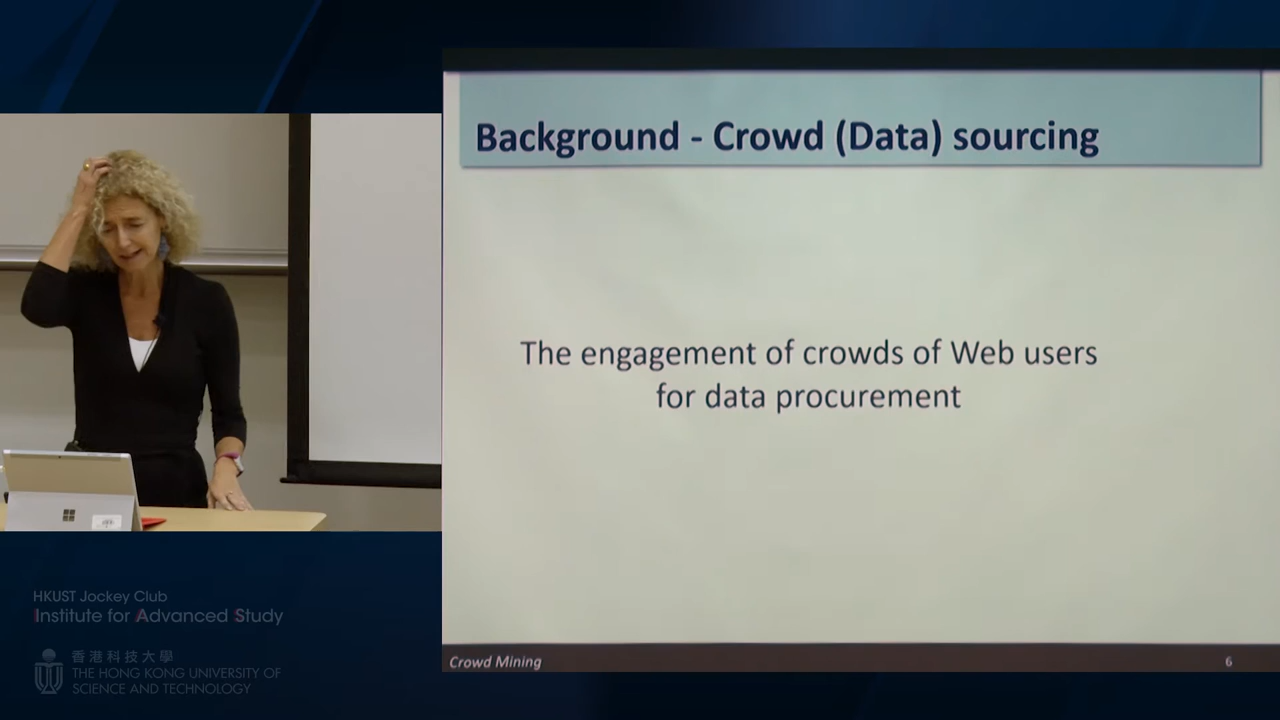 Background - Crowd (Data) sourcing
The engagement of crowds of Web users
for data procurement
Crowd Mining
6
HKUST Jockey Club
Institute for Advanced Study
香港科技大學
THE HONG KONG UNIVERSITY OF
SCIENCE AND TECHNOLOGY